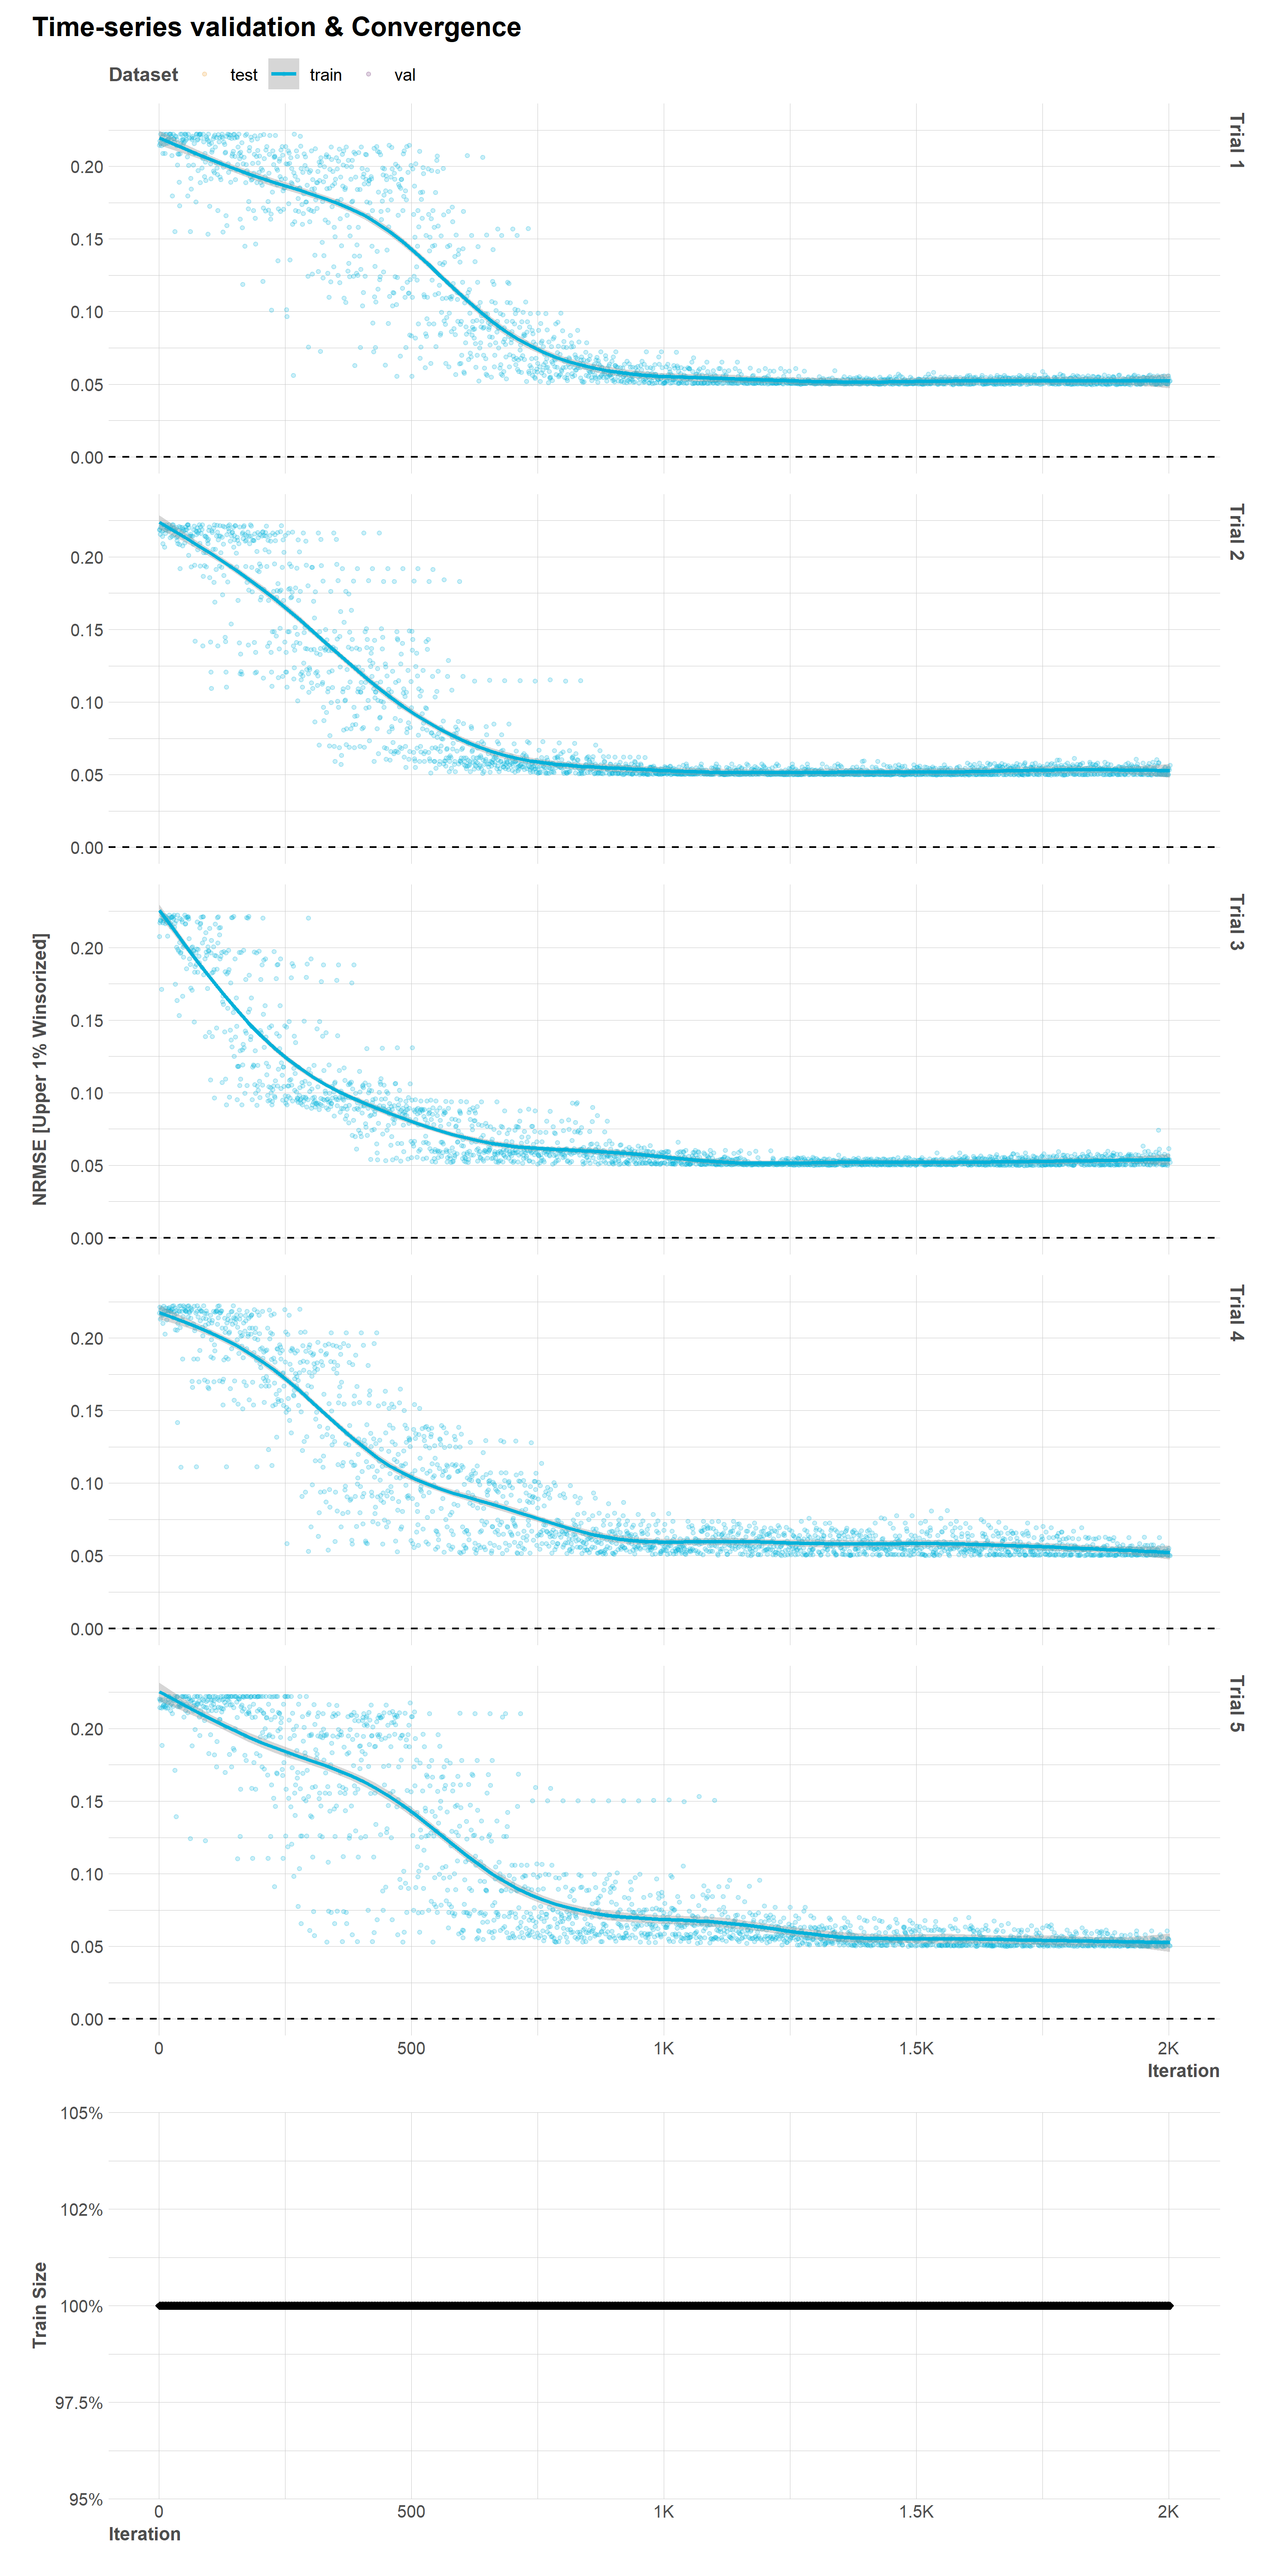 Time-series validation & Convergence
Dataset test train val
Trial 1
0.20
0.15
0.10
0.05
0.00
Trial 2
0.20
0.15
0.10
0.05
0.00
NRMSE [Upper 1% Winsorized]
Trial 3
0.20
0.15
0.10
0.05
0.00
Trial 4
0.20
0.15
0.10
0.05
0.00
Trial 5
0.20
0.15
0.10
0.05
0.00
0 500 1K 1.5K 2K
Iteration
Train Size
105%
102%
100%
97.5%
95%
0 500 1K 1.5K 2K
Iteration